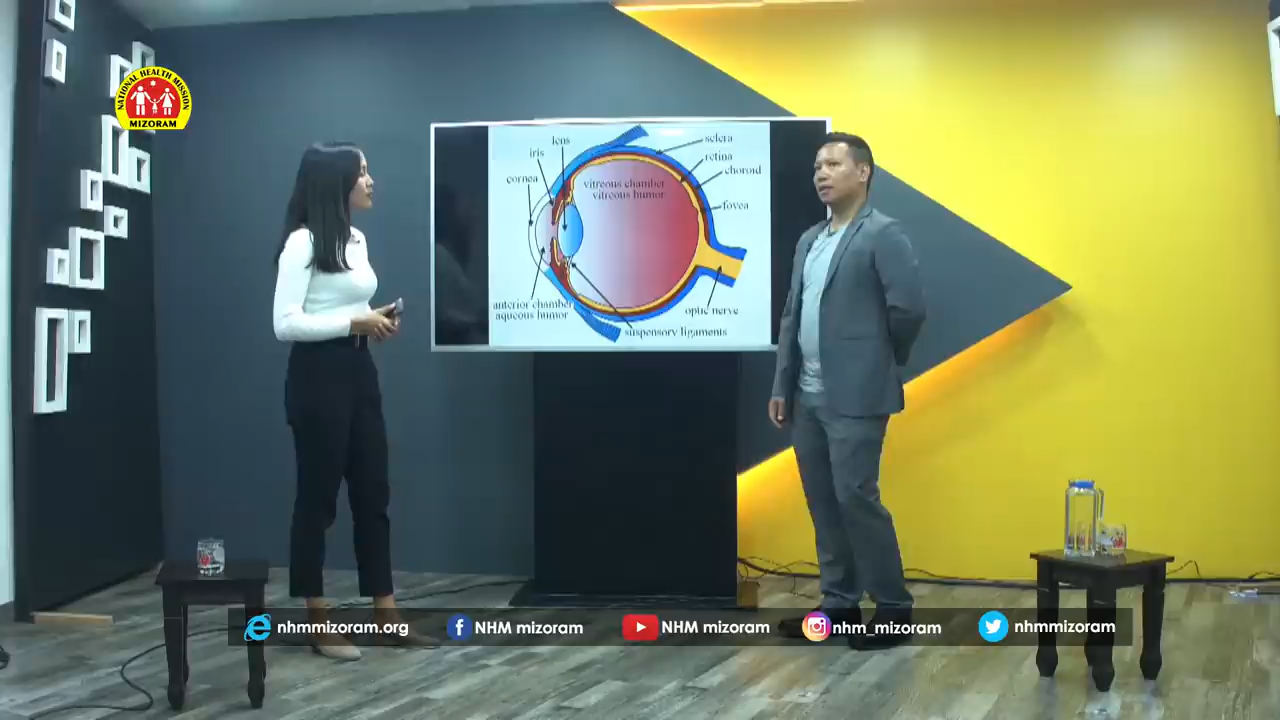 NATIONAL HEALTH MISSION
MIZORAM
lens
iris
cornea
sclera
retina
choroid
fovea
vitreous chamber
vitreous humor
anterior chamber
aqueous humor
optic nerve
suspensory ligaments
nhmmizoram.org
NHM mizoram
NHM mizoram
nhm_mizoram
nhmmizoram